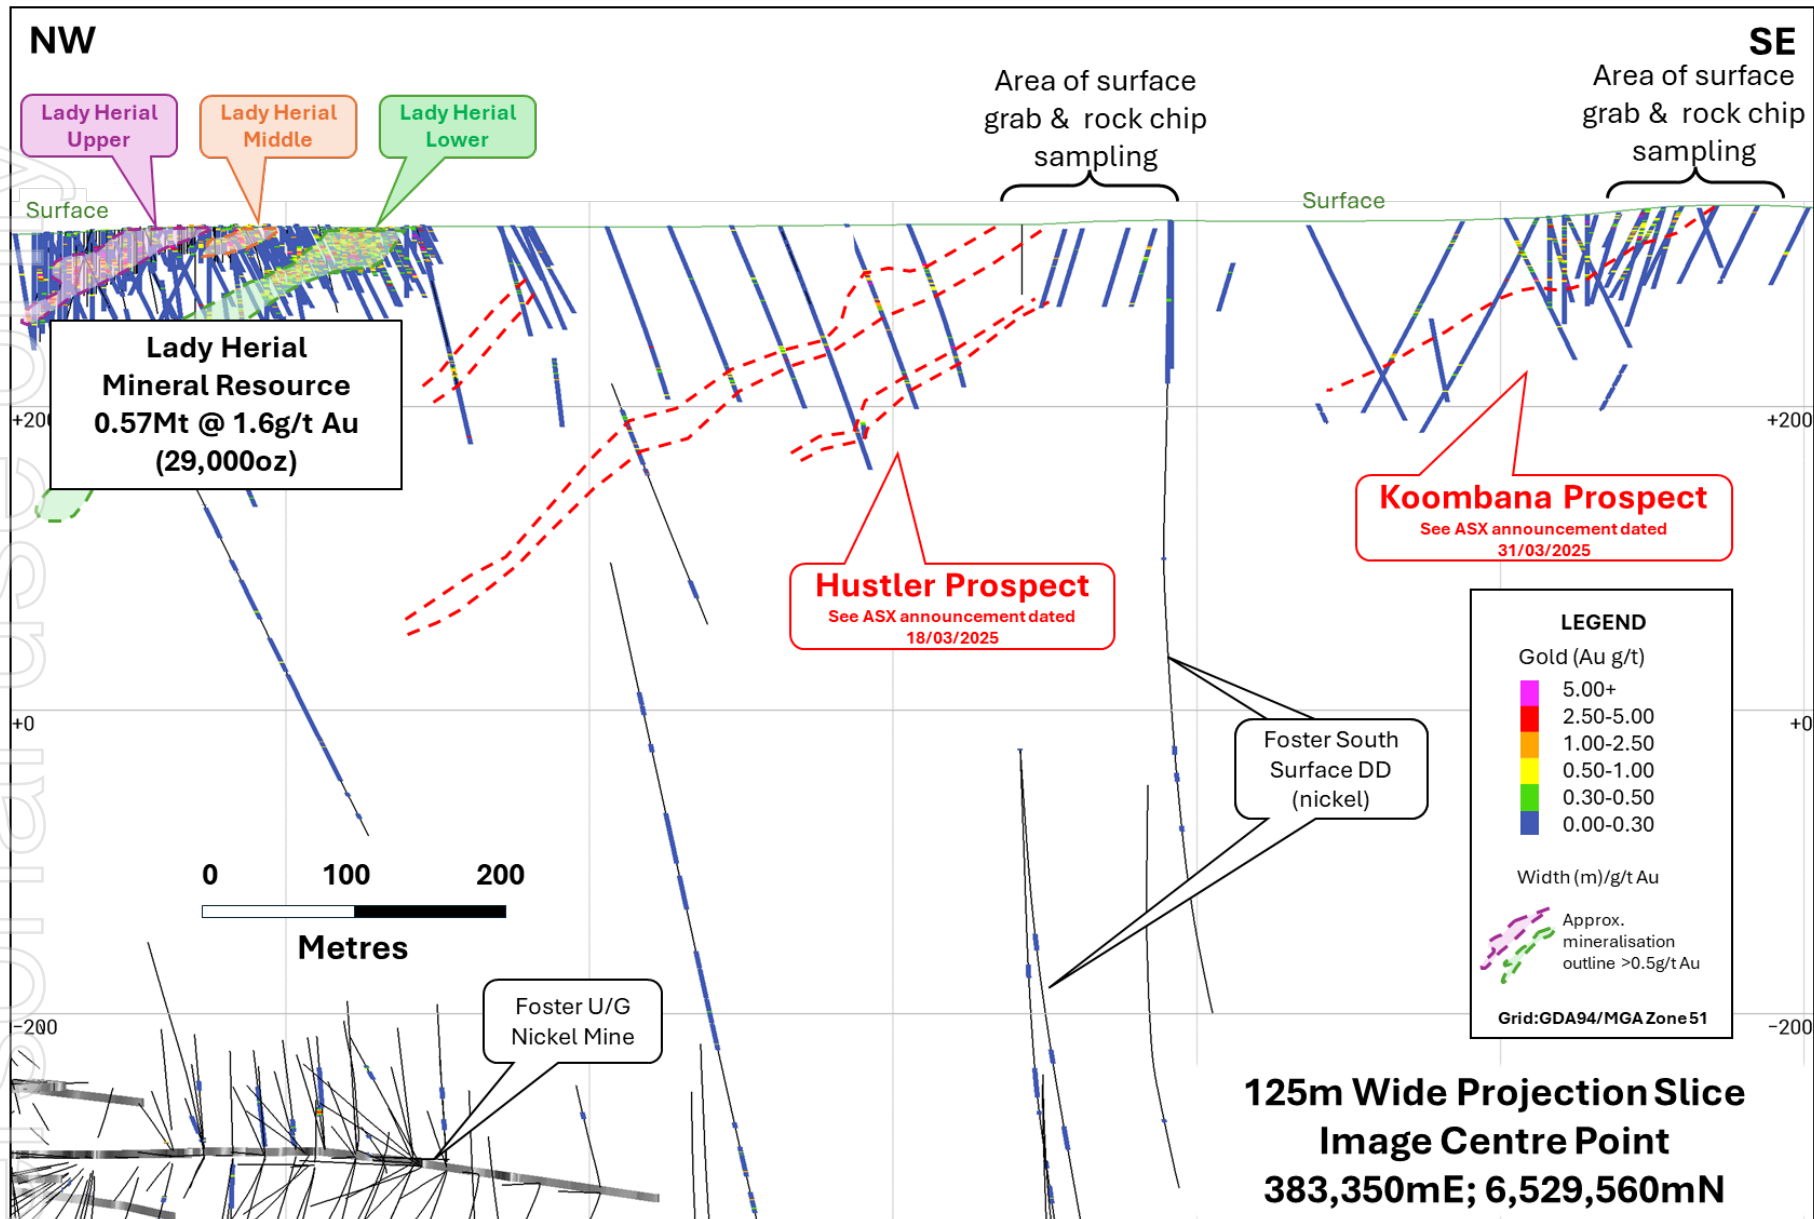 NW
SE
Area of surface
grab & rock chip
sampling
Area of surface
grab & rock chip
sampling
Lady Herial
Upper
Lady Herial
Middle
Lady Herial
Lower
Surface
Surface
Lady Herial
Mineral Resource
0.57Mt @ 1.6g/t Au
(29,000oz)
+200
+200
Koombana Prospect
See ASX announcement dated
31/03/2025
Hustler Prospect
See ASX announcement dated
18/03/2025
LEGEND
Gold (Au g/t)
5.00+
2.50-5.00
1.00-2.50
0.50-1.00
0.30-0.50
0.00-0.30
Width (m)/g/t Au
Approx.
mineralisation
outline >0.5g/t Au
Grid:GDA94/MGA Zone 51
+0
+0
Foster South
Surface DD
(nickel)
0 100 200
Metres
Foster U/G
Nickel Mine
-200
-200
125m Wide Projection Slice
Image Centre Point
383,350mE; 6,529,560mN